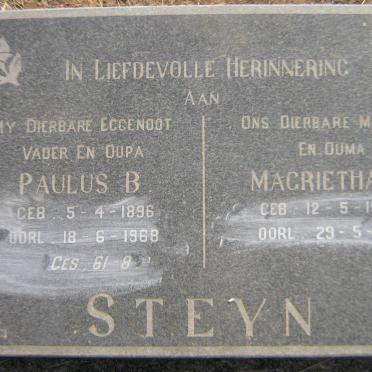 IN LIEFDEVOLLE HERINNERING
AAN
MY DIERBARE EGGENOOT
VADER EN OUPA
PAULUS B.
GEB. 5-4-1896
OORL. 18-6-1968
GES. 61-8
ONS DIERBARE M
EN OUMA
MAGRIETHA
GEB. 12-5-1
OORL. 29-5-
STEYN